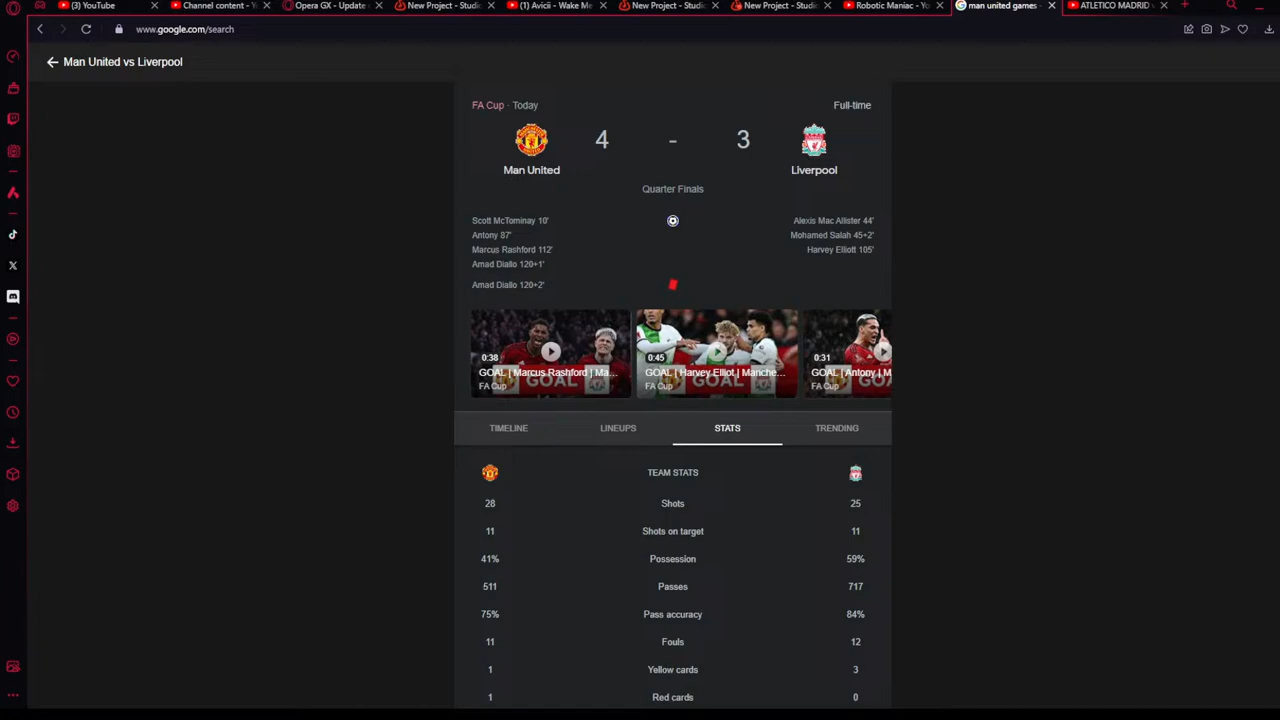 (3) YouTube
Channel content - Y
Opera GX - Update
New Project - Studi
(1) Avicii - Wake Me
New Project - Studi
New Project - Studi
Robotic Maniac - Yo
man united games -
ATLETICO MADRID v
www.google.com/search
Man United vs Liverpool
FA Cup · Today
Full-time
4 - 3
Man United
Liverpool
Quarter Finals
Scott McTominay 10'
Alexis Mac Allister 44'
Antony 87'
Mohamed Salah 45+2'
Marcus Rashford 112'
Harvey Elliott 105'
Amad Diallo 120+1'
Amad Diallo 120+2'
0:38
GOAL | Marcus Rashford | Ma...
FA Cup
GOAL
0:45
GOAL | Harvey Elliot | Manche...
FA Cup
GOAL
0:31
GOAL | Antony | M
FA Cup
GOAL
TIMELINE
LINEUPS
STATS
TRENDING
TEAM STATS
28 Shots 25
11 Shots on target 11
41% Possession 59%
511 Passes 717
75% Pass accuracy 84%
11 Fouls 12
1 Yellow cards 3
1 Red cards 0